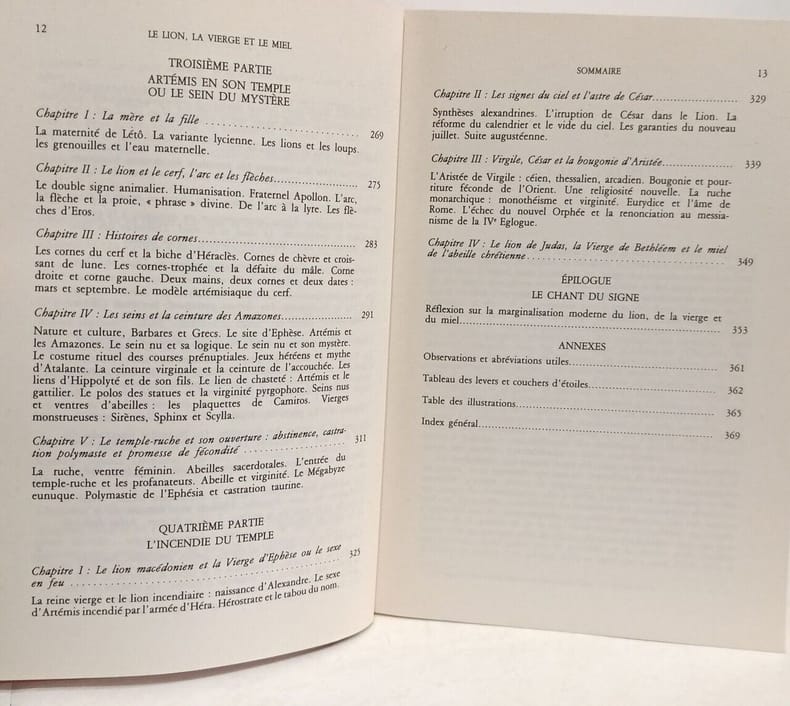 12
LE LION, LA VIERGE ET LE MIEL
TROISIÈME PARTIE
ARTÉMIS EN SON TEMPLE
OU LE SEIN DU MYSTÈRE
Chapitre I : La mère et la fille .......................... 269
La maternité de Létô. La variante lycienne. Les lions et les loups.
les grenouilles et l'eau maternelle.
Chapitre II : Le lion et le cerf, l'arc et les flèches.......................... 275
Le double signe animalier. Humanisation. Fraternel Apollon. L'arc,
la flèche et la proie, « phrase » divine. De l'arc à la lyre. Les flè-
ches d'Eros.
Chapitre III : Histoires de cornes.......................... 283
Les cornes du cerf et la biche d'Héraclès. Cornes de chèvre et crois-
sant de lune. Les cornes-trophée et la défaite du mâle. Corne
droite et corne gauche. Deux mains, deux cornes et deux dates :
mars et septembre. Le modèle artémisiaque du cerf.
Chapitre IV : Les seins et la ceinture des Amazones.......................... 291
Nature et culture, Barbares et Grecs. Le site d'Ephèse. Artémis et
les Amazones. Le sein nu et sa logique. Le sein nu et son mystère.
Le costume rituel des courses prénuptiales. Jeux héréens et mythe
d'Atalante. La ceinture virginale et la ceinture de l'accouchée. Les
liens d'Hippolyté et de son fils. Le lien de chasteté : Artémis et le
gattilier. Le polos des statues et la virginité pyrgophore. Seins nus
et ventres d'abeilles : les plaquettes de Camiros. Vierges
monstrueuses : Sirènes, Sphinx et Scylla.
Chapitre V : Le temple-ruche et son ouverture : abstinence, castra-
tion polymaste et promesse de fécondité .......................... 311
La ruche, ventre féminin. Abeilles sacerdotales. L'entrée du
temple-ruche et les profanateurs. Abeille et virginité. Le Mégabyze
eunuque. Polymastie de l'Ephésia et castration taurine.
QUATRIÈME PARTIE
L'INCENDIE DU TEMPLE
Chapitre I : Le lion macédonien et la Vierge d'Ephèse ou le sexe
en feu .......................... 325
La reine vierge et le lion incendiaire : naissance d'Alexandre. Le sexe
d'Artémis incendié par l'armée d'Héra. Hérostrate et le tabou du nom.
SOMMAIRE
13
Chapitre II : Les signes du ciel et l'astre de César.......................... 329
Synthèses alexandrines. L'irruption de César dans le Lion. La
réforme du calendrier et le vide du ciel. Les garanties du nouveau
juillet. Suite augustéenne.
Chapitre III : Virgile, César et la bougonie d'Aristée.......................... 339
L'Aristée de Virgile : céien, thessalien, arcadien. Bougonie et pour-
titure féconde de l'Orient. Une religiosité nouvelle. La ruche
monarchique : monothéisme et virginité. Eurydice et l'âme de
Rome. L'échec du nouvel Orphée et la renonciation au messia-
nisme de la IVe Eglogue.
Chapitre IV : Le lion de Judas, la Vierge de Bethléem et le miel
de l'abeille chrétienne.......................... 349
ÉPILOGUE
LE CHANT DU SIGNE
Réflexion sur la marginalisation moderne du lion, de la vierge et
du miel.......................... 353
ANNEXES
Observations et abréviations utiles.......................... 361
Tableau des levers et couchers d'étoiles.......................... 362
Table des illustrations.......................... 365
Index général.......................... 369